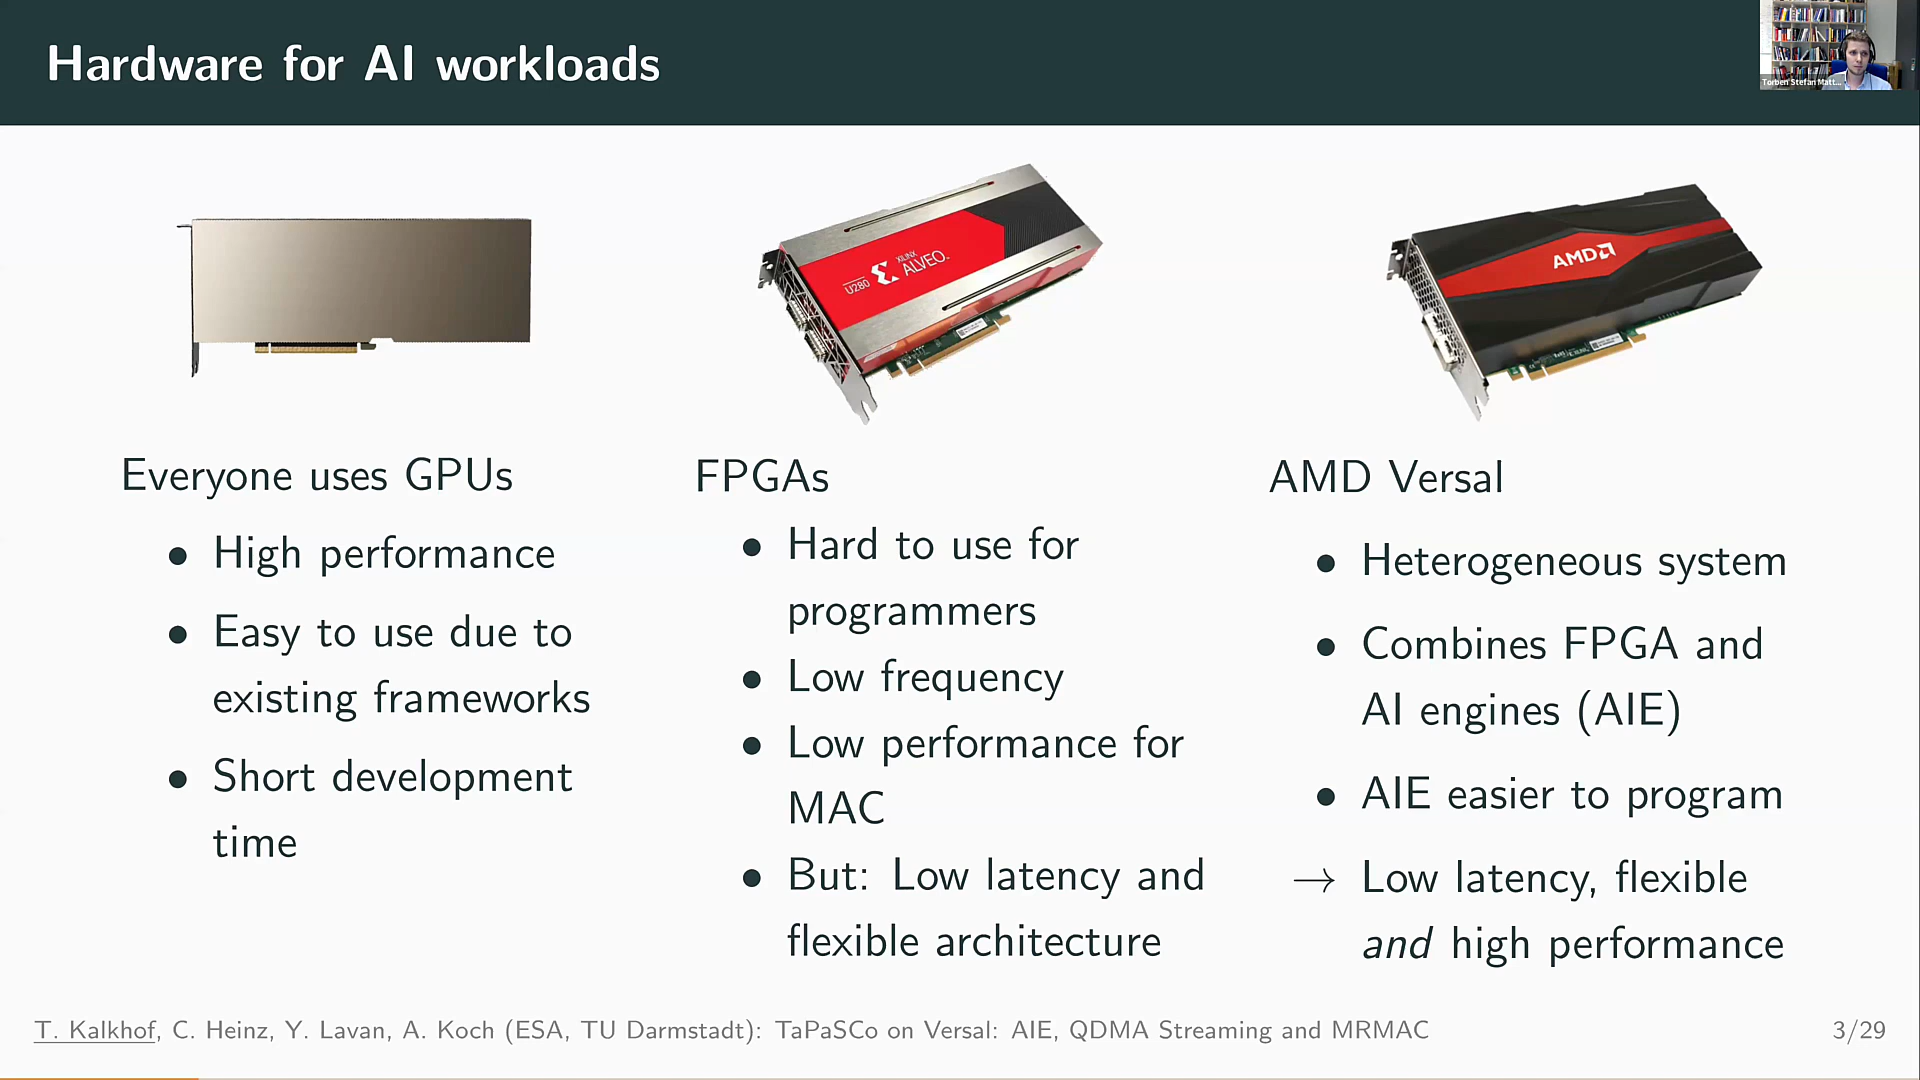 Hardware for AI workloads
Torben Stefan Matt...
U280
XILINX
ALVEO
AMD
Everyone uses GPUs
• High performance
• Easy to use due to
existing frameworks
• Short development
time
FPGAs
• Hard to use for
programmers
• Low frequency
• Low performance for
MAC
• But: Low latency and
flexible architecture
AMD Versal
• Heterogeneous system
• Combines FPGA and
AI engines (AIE)
• AIE easier to program
→ Low latency, flexible
and high performance
T. Kalkhof, C. Heinz, Y. Lavan, A. Koch (ESA, TU Darmstadt): TaPaSCo on Versal: AIE, QDMA Streaming and MRMAC
3/29